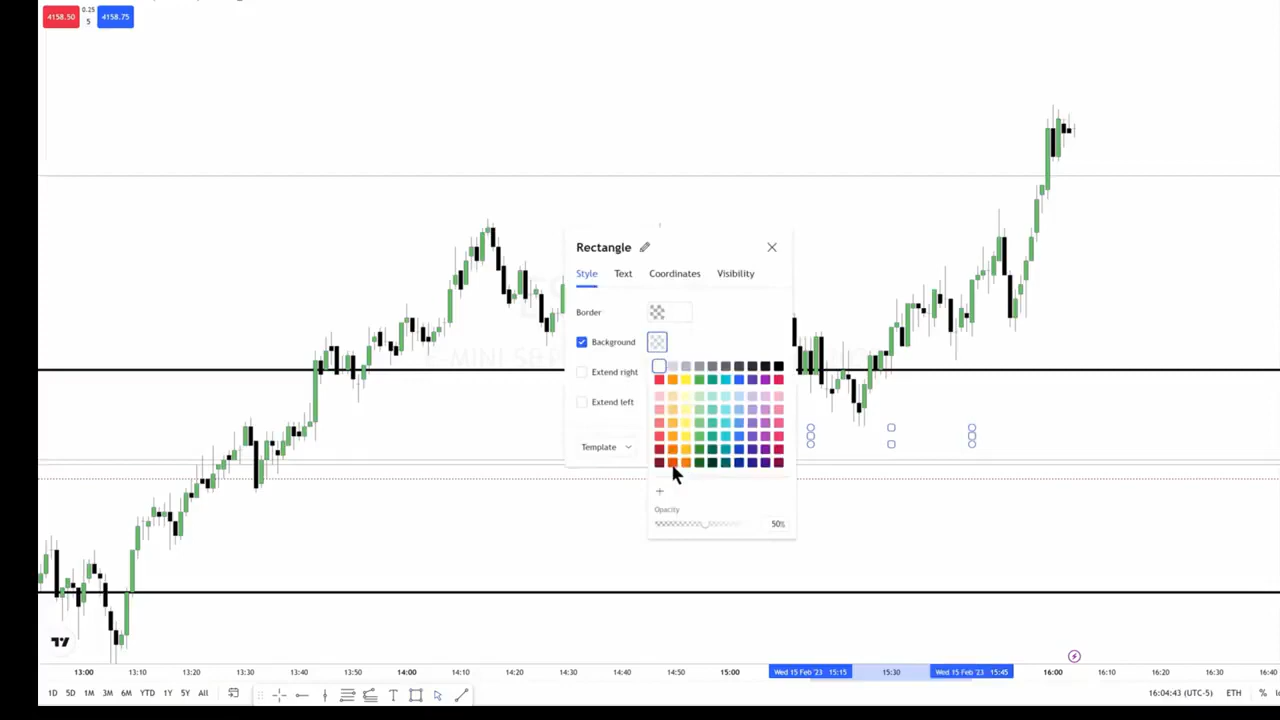 4158.50
0.25
5
4158.75
Rectangle
Style Text Coordinates Visibility
Border
Background
Extend right
Extend left
Template
+
Opacity
50%
13:00 13:10 13:20 13:30 13:40 14:00 14:10 14:20 14:30 14:40 14:50 15:00 Wed 15 Feb '23 15:15 15:30 Wed 15 Feb '23 15:45 16:00 16:10 16:20 16:30 16:40
1D 5D 1M 3M 6M YTD 1Y 5Y All T 16:04:43 (UTC-5) ETH %